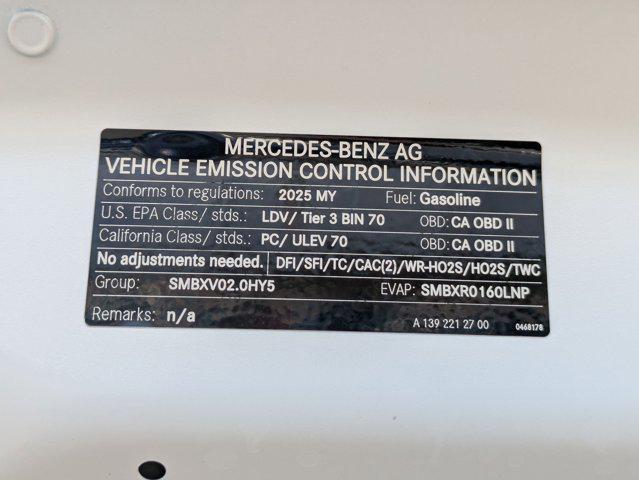 MERCEDES-BENZ AG
VEHICLE EMISSION CONTROL INFORMATION
Conforms to regulations: 2025 MY Fuel: Gasoline
U.S. EPA Class/ stds.: LDV/ Tier 3 BIN 70 OBD: CA OBD II
California Class/ stds.: PC/ ULEV 70 OBD: CA OBD II
No adjustments needed. DFI/SFI/TC/CAC(2)/WR-HO2S/HO2S/TWC
Group: SMBXV02.0HY5 EVAP: SMBXR0160LNP
Remarks: n/a A 139 221 27 00 0468178